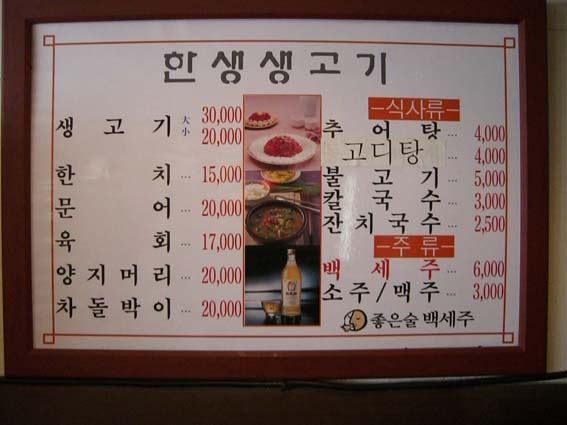 한생생고기
생고기 大 30,000
小 20,000
한치 ... 15,000
문어 ... 20,000
육회 ... 17,000
양지머리 ... 20,000
차돌박이 ... 20,000
-식사류-
추어탕 ... 4,000
고디탕 ... 4,000
불고기 ... 5,000
칼국수 ... 3,000
잔치국수 ... 2,500
-주류-
백세주 ... 6,000
소주/맥주 ... 3,000
좋은술 백세주